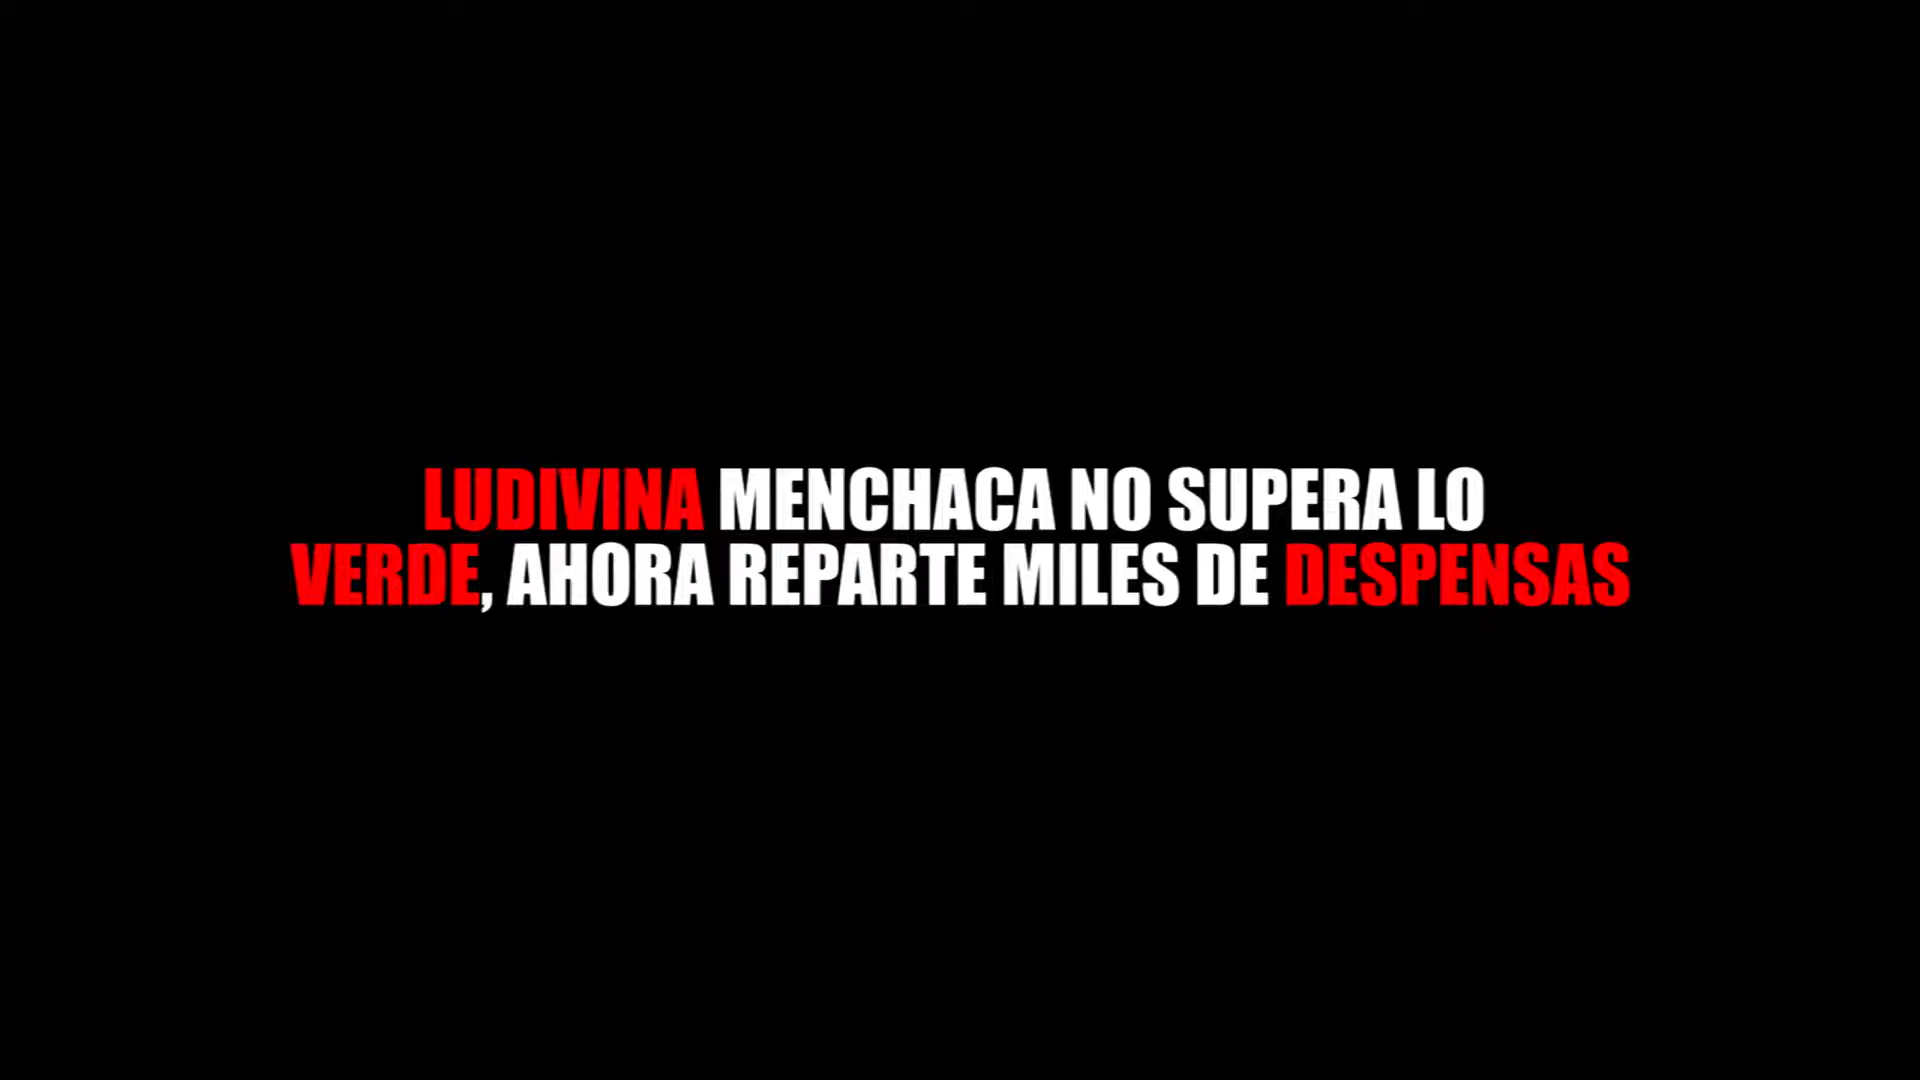 LUDIVINA MENCHACA NO SUPERA LO
VERDE, AHORA REPARTE MILES DE DESPENSAS